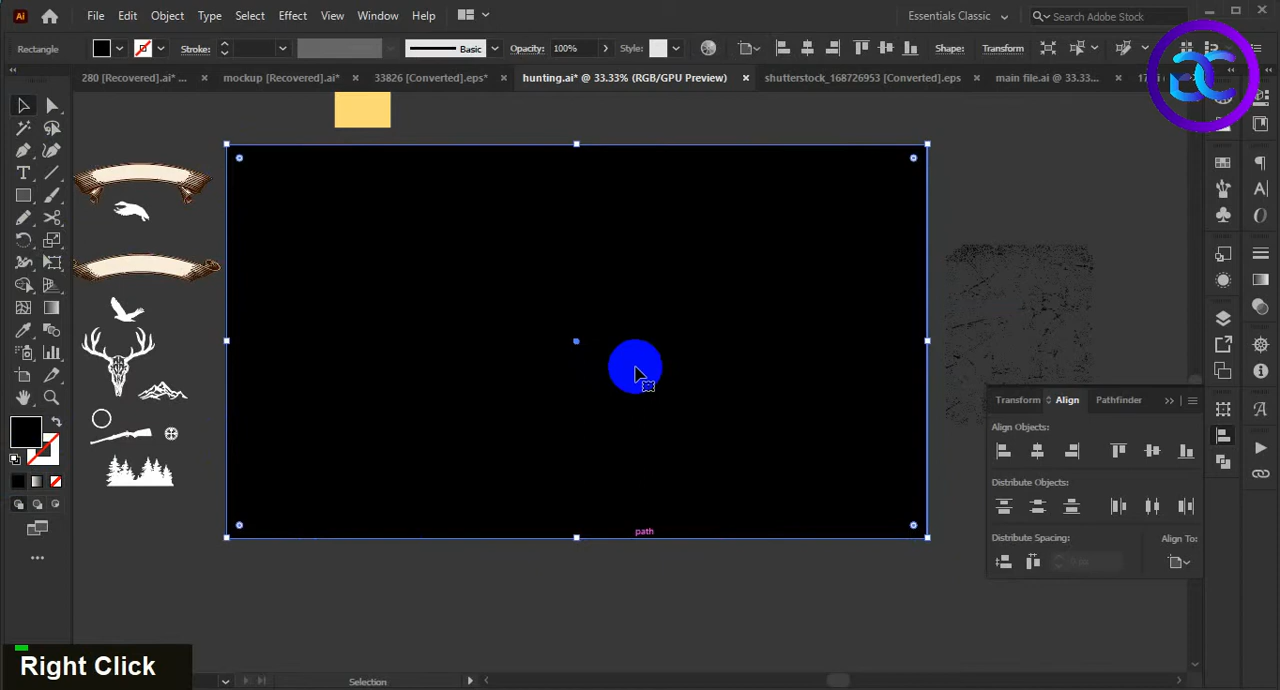 Ai File Edit Object Type Select Effect View Window Help Essentials Classic Search Adobe Stock
Rectangle Stroke: Basic Opacity: 100% Style: Shape: Transform
280 [Recovered].ai* ... mockup [Recovered].ai* 33826 [Converted].eps* hunting.ai* @ 33.33% (RGB/GPU Preview) shutterstock_168726953 [Converted].eps main file.ai @ 33.33...
Transform Align Pathfinder
Align Objects:
Distribute Objects:
path
Distribute Spacing: Align To:
0 px
Right Click
Selection